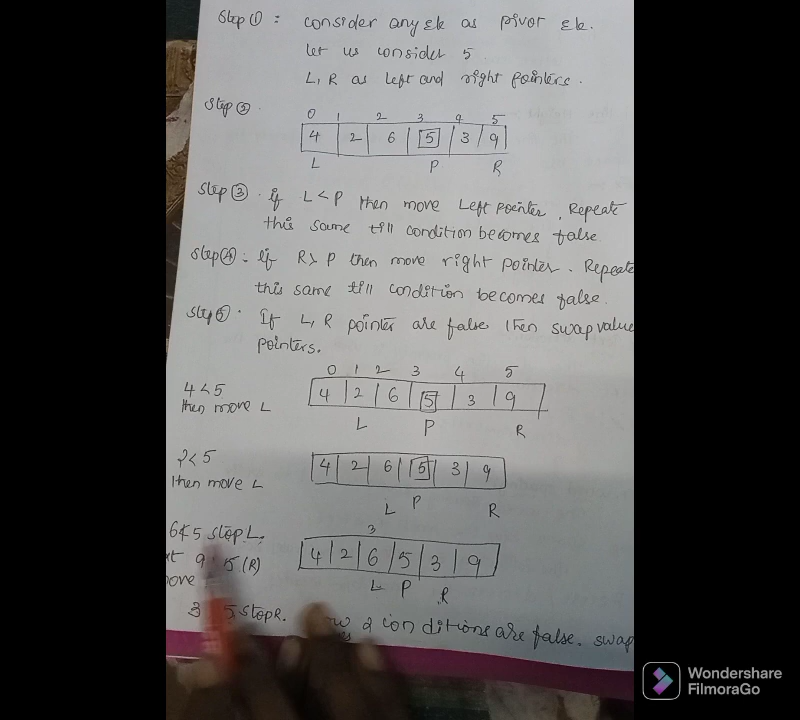 Step ① : consider any Ek as pivot Ek.
let us consider 5
L, R as left and right pointers.
Step ②.
0 1 2 3 4 5
4 2 6 5 3 9
L P R
Step ③. if L < P then move Left pointer, Repeat
this same till condition becomes false
Step ④ : if R > P then move right pointer. Repeate
this same till condition becomes false.
Step ⑤. If L, R pointer are false then swap value
pointers.
0 1 2 3 4 5
4 < 5 4 2 6 5 3 9
then move L
L P R
2 < 5 4 2 6 5 3 9
then move L
L P R
3
6 ≮ 5 stop L. 4 2 6 5 3 9
9 5 (R)
L P R
3 5 stop R. 2 conditions are false. swap
Wondershare
FilmoraGo